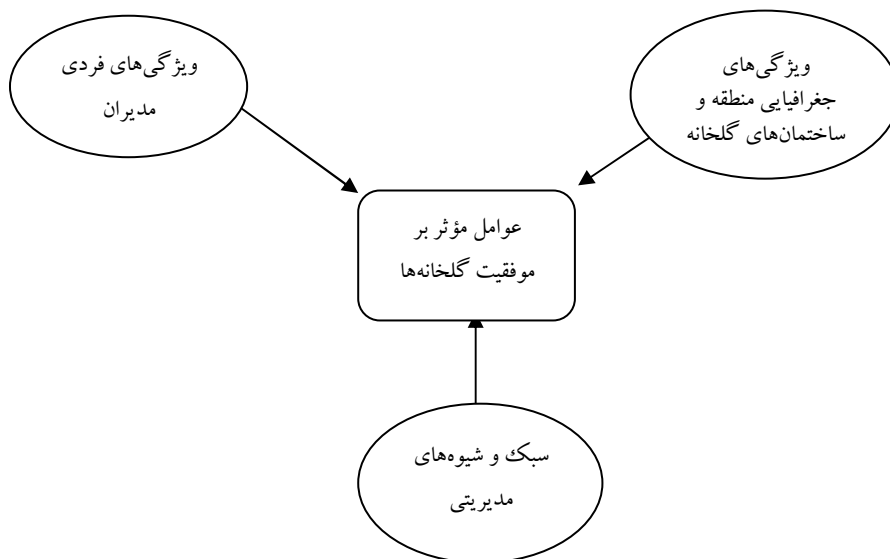 ویژگی‌های
جغرافیایی منطقه و
ساختمان‌های گلخانه
ویژگی‌های فردی
مدیران
عوامل مؤثر بر
موفقیت گلخانه‌ها
سبک و شیوه‌های
مدیریتی